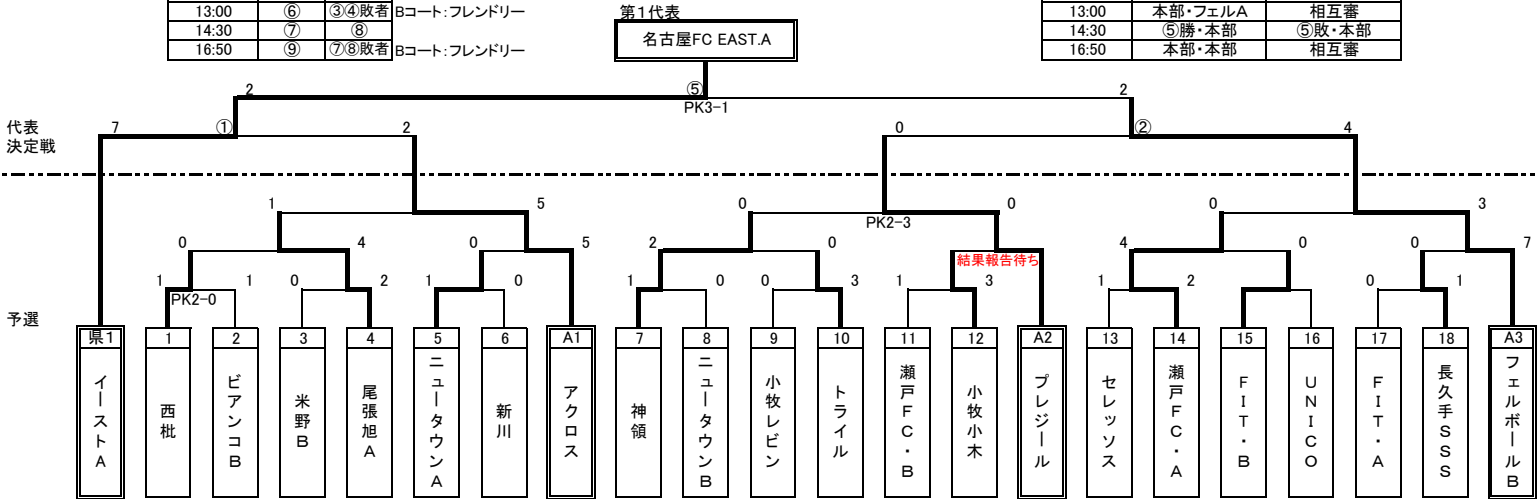 13:00 ⑥ ③④敗者 Bコート：フレンドリー
14:30 ⑦ ⑧
16:50 ⑨ ⑦⑧敗者 Bコート：フレンドリー
第1代表
名古屋FC EAST.A
13:00 本部・フェルA 相互審
14:30 ⑤勝・本部 ⑤敗・本部
16:50 本部・本部 相互審
2 ⑤ 2
PK3-1
代表
決定戦
7 ① 2 0 ② 4
1 5 0 0 0 3
PK2-3
0 4 0 5 2 0 4 0 0 7
結果報告待ち
1 1 0 2 1 0 1 0 0 3 1 3 1 2 0 1
PK2-0
予選
県1 1 2 3 4 5 6 A1 7 8 9 10 11 12 A2 13 14 15 16 17 18 A3
イーストA
西枇
ビアンコB
米野B
尾張旭A
ニュータウンA
新川
アクロス
神領
ニュータウンB
小牧レビン
トライル
瀬戸FC・B
小牧小木
プレジール
セレッソス
瀬戸FC・A
FIT・B
UNICO
FIT・A
長久手SSS
フェルボールB